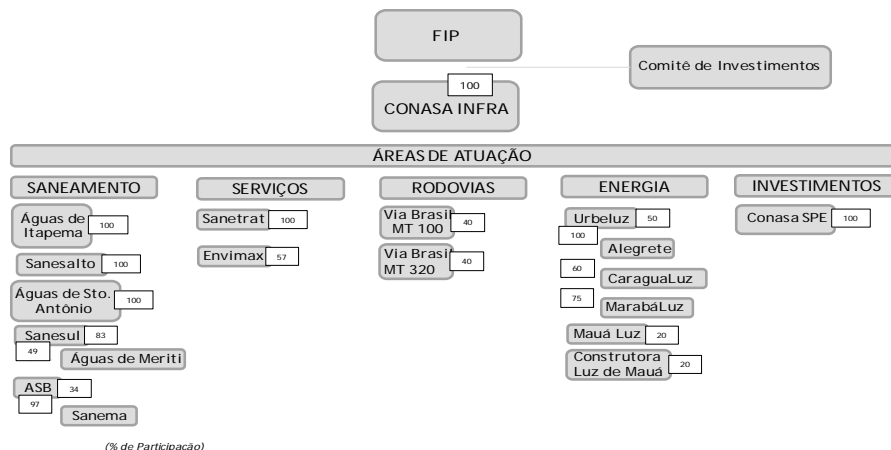 FIP
Comitê de Investimentos
100
CONASA INFRA
ÁREAS DE ATUAÇÃO
SANEAMENTO
Águas de
Itapema
100
Sanesalto
100
Águas de Sto.
Antônio
100
Sanesul
83
49
Águas de Meriti
ASB
34
97
Sanema
SERVIÇOS
Sanetrat
100
Envimax
57
RODOVIAS
Via Brasil
MT 100
40
Via Brasil
MT 320
40
ENERGIA
Urbeluz
50
100
Alegrete
60
CaraguaLuz
75
MarabáLuz
Mauá Luz
20
Construtora
Luz de Mauá
20
INVESTIMENTOS
Conasa SPE
100
(% de Participação)